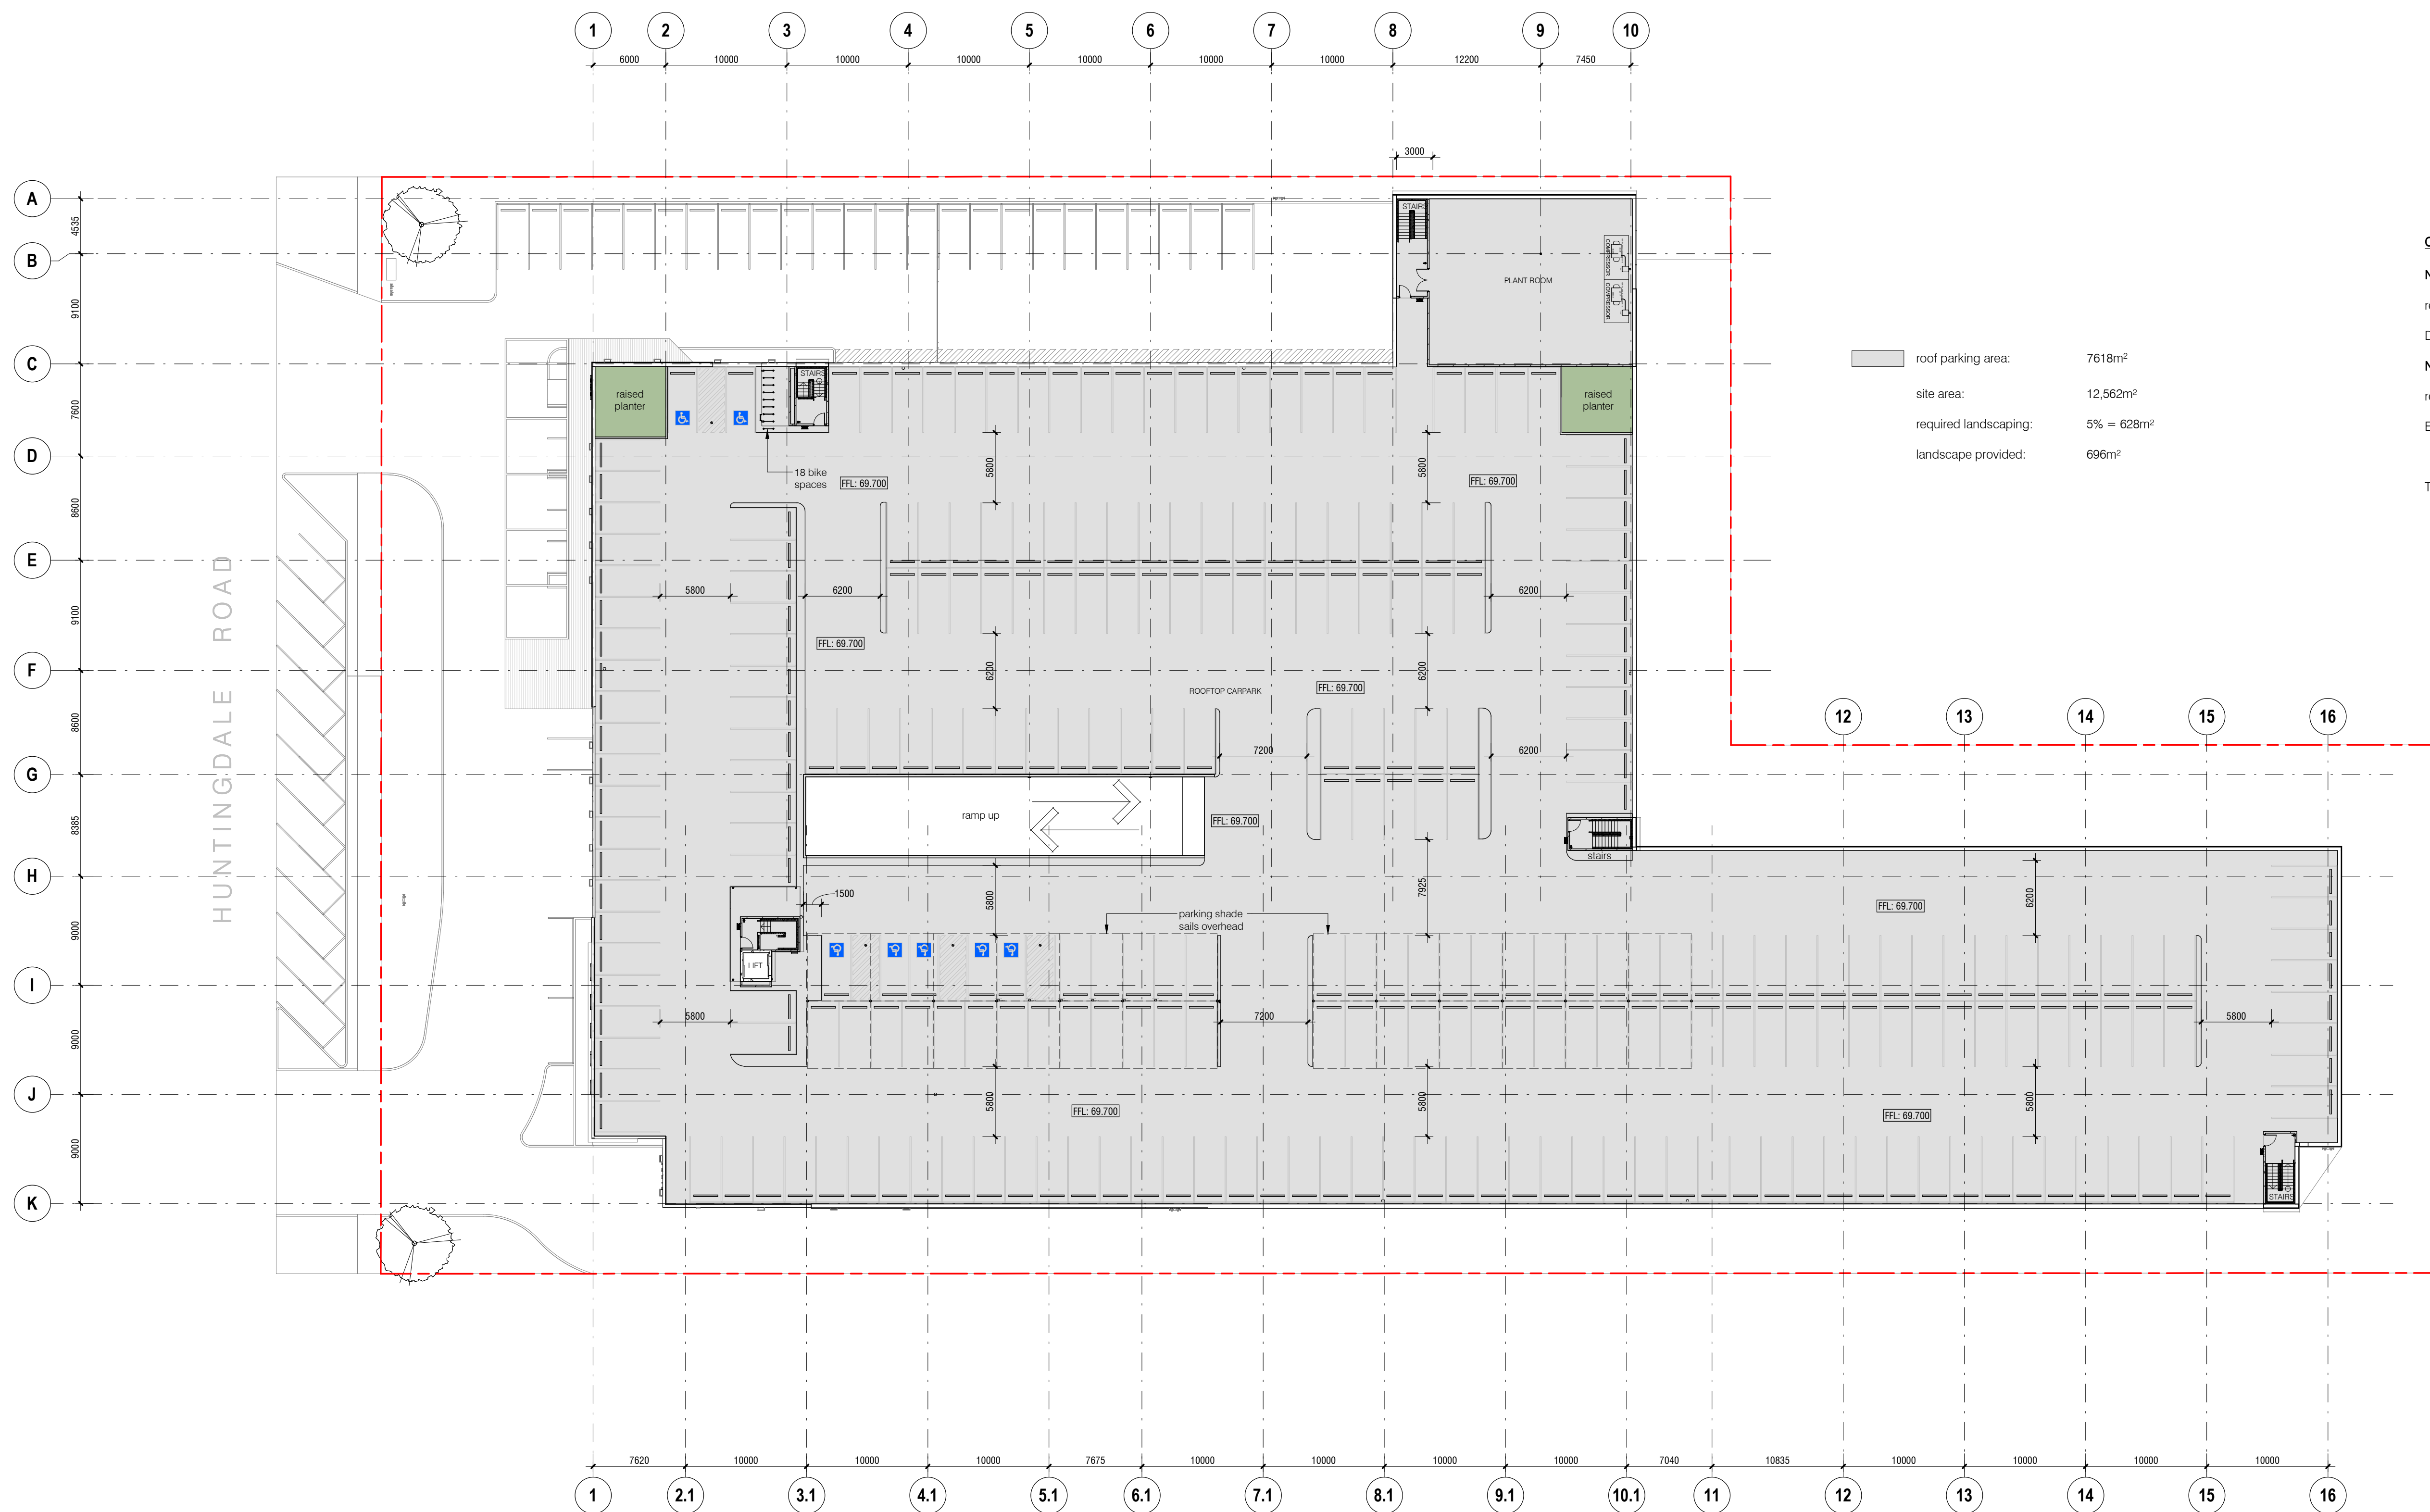 1 2 3 4 5 6 7 8 9 10
6000 10000 10000 10000 10000 10000 10000 12200 7450
3000
A
4535
B
9100
C
7600
D
8600
E
9100
F
8600
G
8385
H
9000
I
9000
J
9000
K
HUNTINGDALE ROAD
STAIRS
PLANT ROOM
COMPRESSOR
COMPRESSOR
raised
planter
STAIRS
raised
planter
18 bike
spaces
FFL: 69.700
5800
5800
FFL: 69.700
5800
6200
6200
FFL: 69.700
6200
ROOFTOP CARPARK
FFL: 69.700
6200
7200
6200
ramp up
FFL: 69.700
stairs
1500
5800
7925
6200
parking shade
sails overhead
FFL: 69.700
LIFT
5800
7200
5800
5800
FFL: 69.700
5800
5800
FFL: 69.700
STAIRS
roof parking area: 7618m²
site area: 12,562m²
required landscaping: 5% = 628m²
landscape provided: 696m²
12 13 14 15 16
7620 10000 10000 10000 7675 10000 10000 10000 10000 7040 10835 10000 10000 10000 10000
1 2.1 3.1 4.1 5.1 6.1 7.1 8.1 9.1 10.1 11 12 13 14 15 16